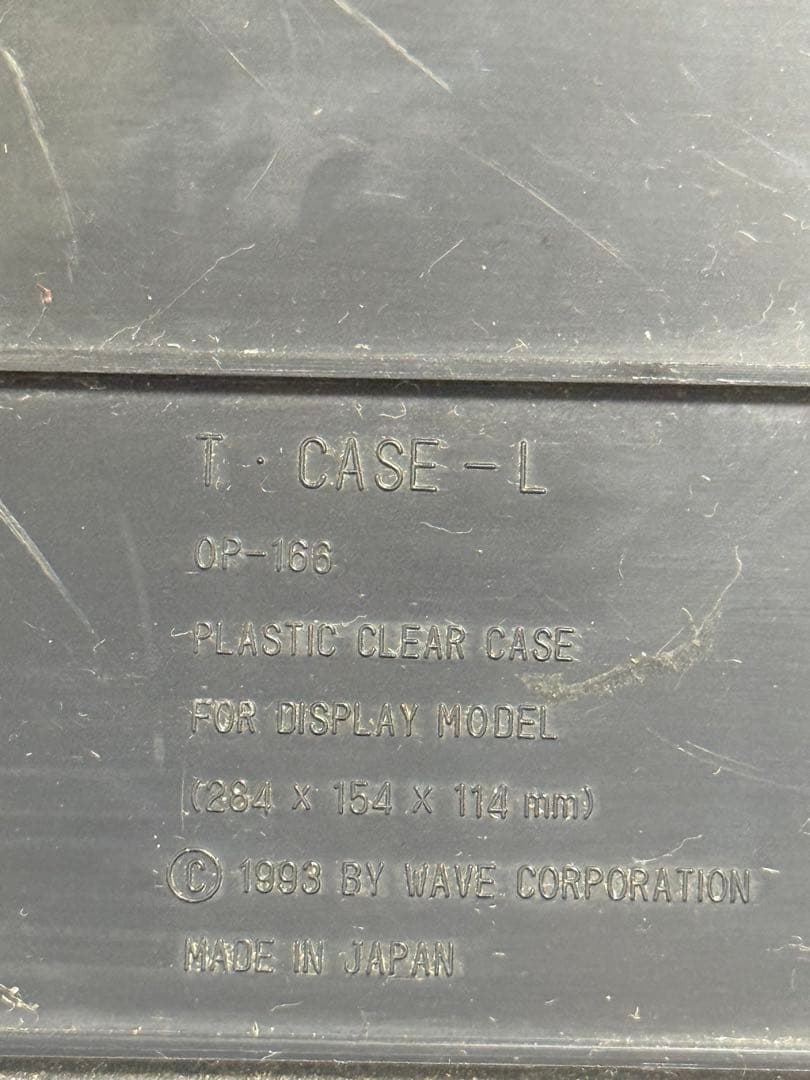 T・CASE-L
OP-166
PLASTIC CLEAR CASE
FOR DISPLAY MODEL
(284 x 154 x 114 mm)
© 1993 BY WAVE CORPORATION
MADE IN JAPAN